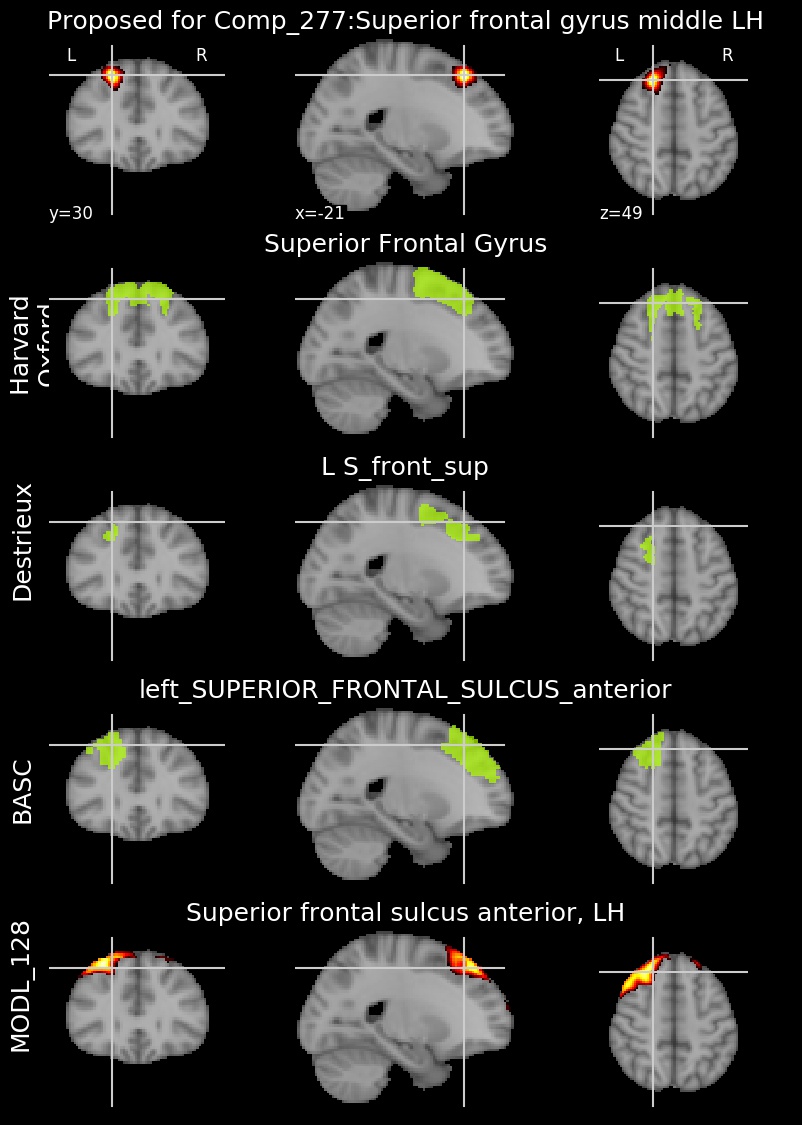 Proposed for Comp_277:Superior frontal gyrus middle LH
L R L R
y=30 x=-21 z=49
Superior Frontal Gyrus
Harvard
Oxford
L S_front_sup
Destrieux
left_SUPERIOR_FRONTAL_SULCUS_anterior
BASC
Superior frontal sulcus anterior, LH
MODL_128